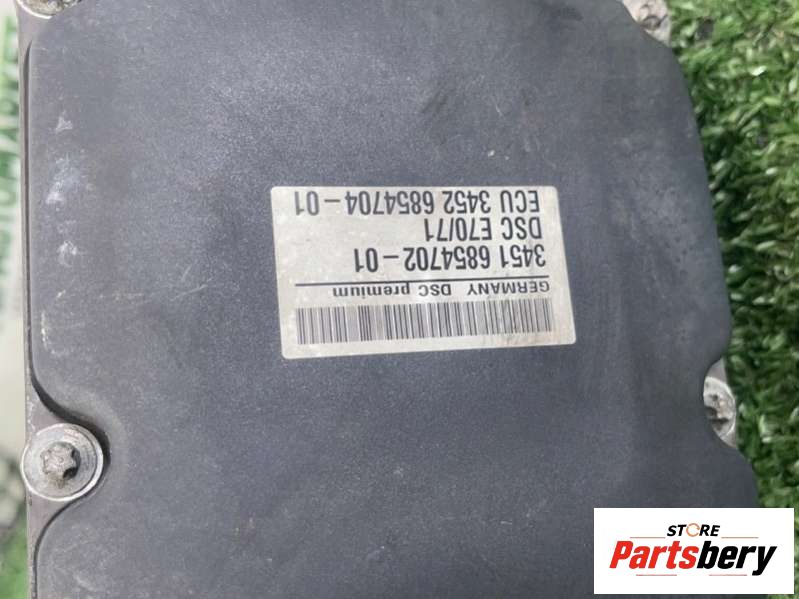 GERMANY DSC premium
3451 6854702-01
DSC E70/71
ECU 3452 6854704-01
STORE
Partsbery